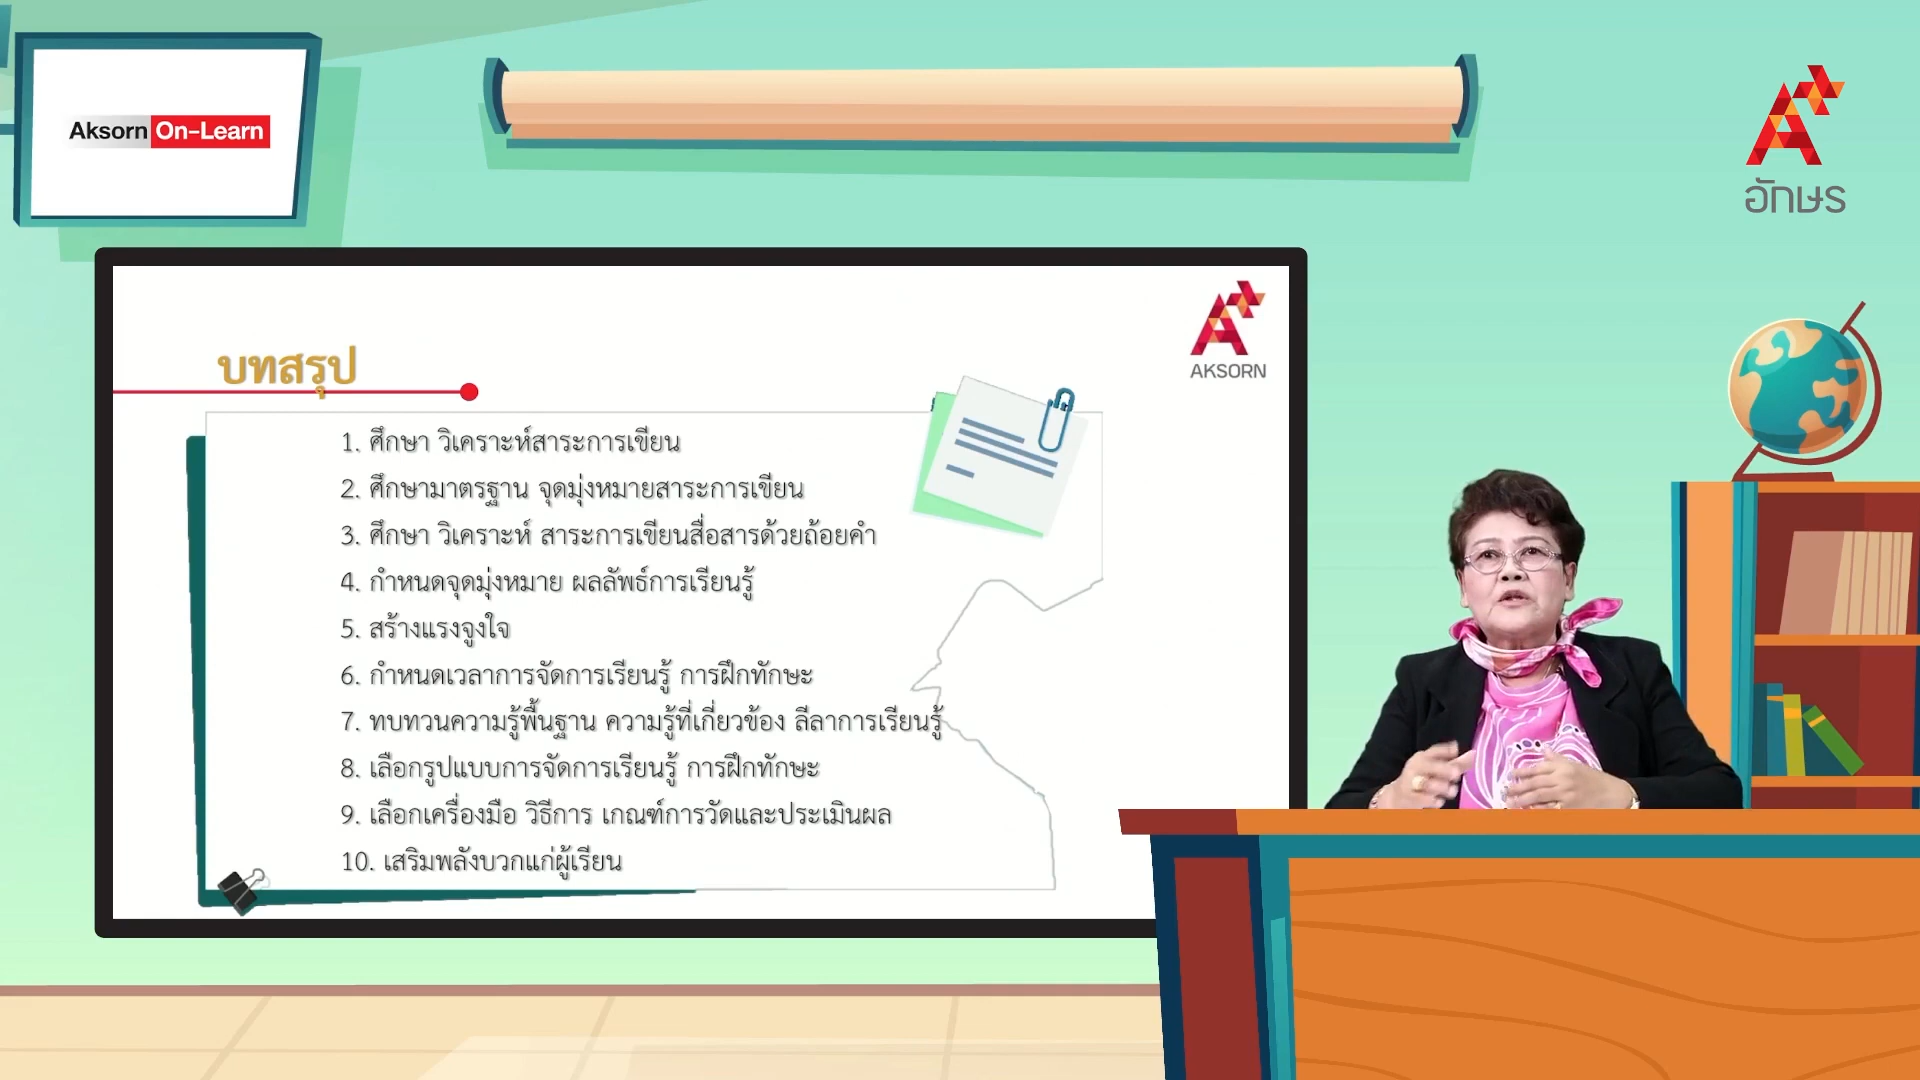 Aksorn On-Learn
อักษร
AKSORN
บทสรุป
1. ศึกษา วิเคราะห์สาระการเขียน
2. ศึกษามาตรฐาน จุดมุ่งหมายสาระการเขียน
3. ศึกษา วิเคราะห์ สาระการเขียนสื่อสารด้วยถ้อยคำ
4. กำหนดจุดมุ่งหมาย ผลลัพธ์การเรียนรู้
5. สร้างแรงจูงใจ
6. กำหนดเวลาการจัดการเรียนรู้ การฝึกทักษะ
7. ทบทวนความรู้พื้นฐาน ความรู้ที่เกี่ยวข้อง ลีลาการเรียนรู้
8. เลือกรูปแบบการจัดการเรียนรู้ การฝึกทักษะ
9. เลือกเครื่องมือ วิธีการ เกณฑ์การวัดและประเมินผล
10. เสริมพลังบวกแก่ผู้เรียน